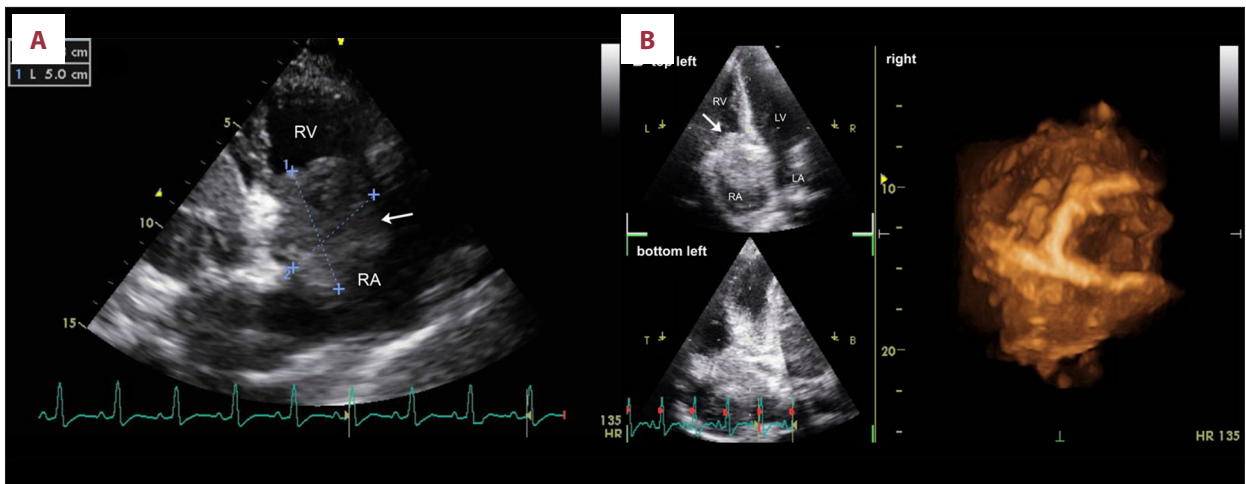 A
cm
1 L 5.0 cm
RV
5
1
10
2
RA
15
B
top left
RV
LV
L
R
RA
LA
bottom left
T
B
135
HR
right
10
20
HR 135